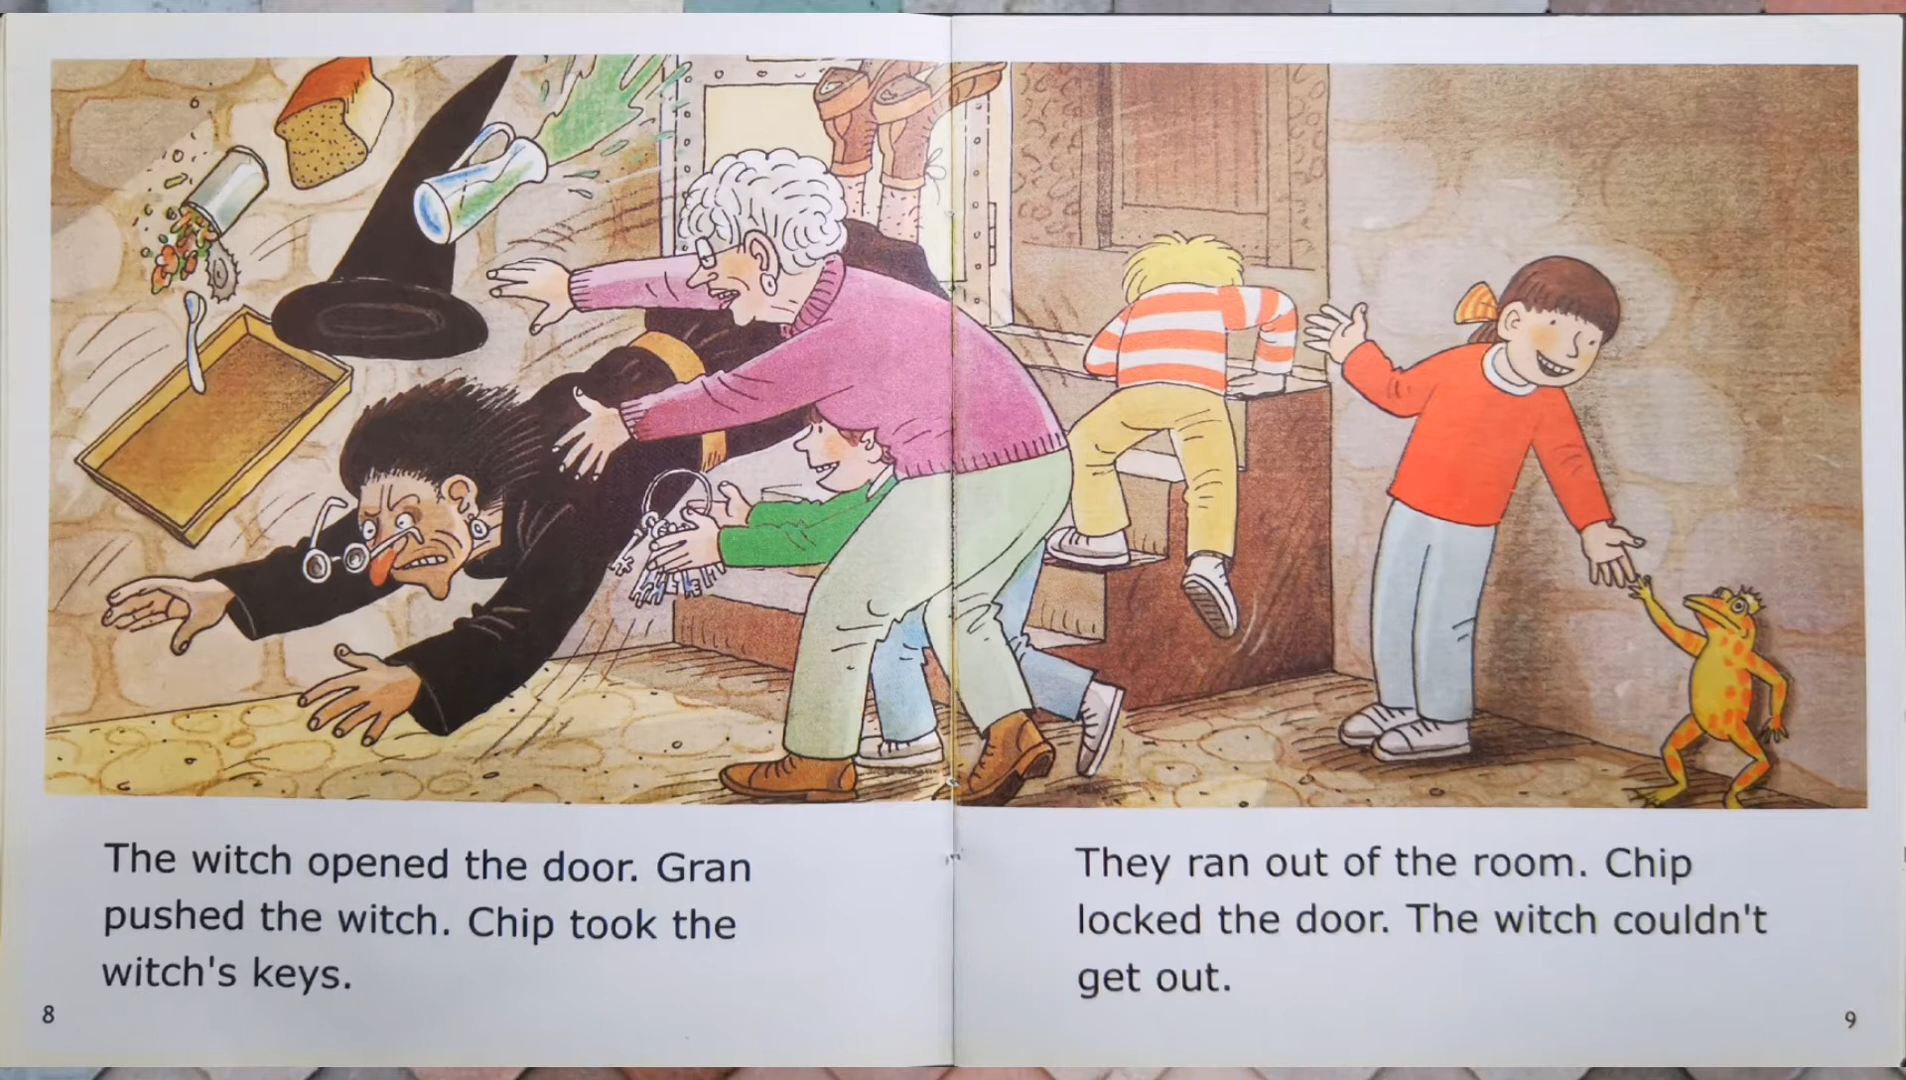 The witch opened the door. Gran
pushed the witch. Chip took the
witch's keys.
8
They ran out of the room. Chip
locked the door. The witch couldn't
get out.
9